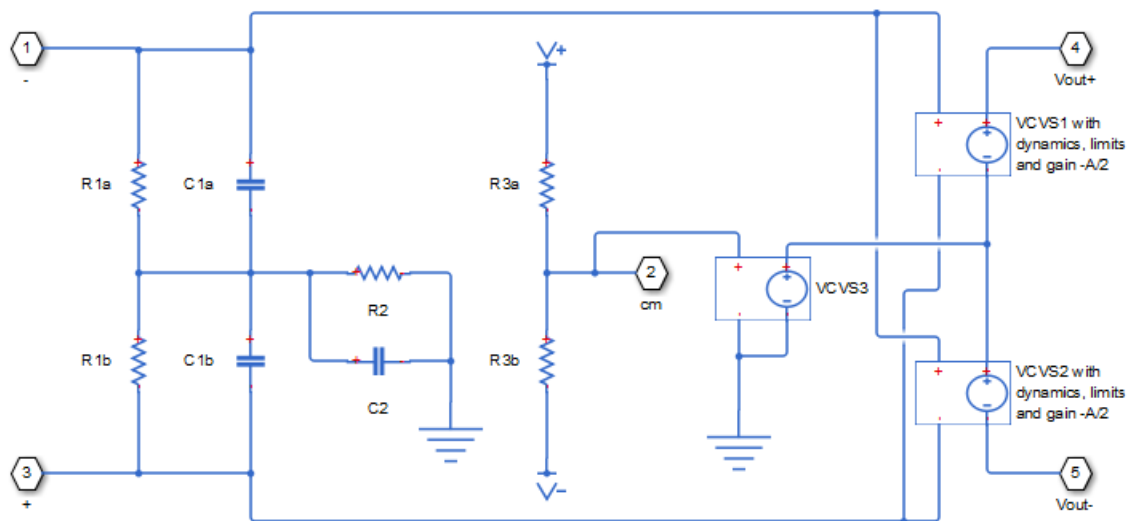 1
-
V+
4
Vout+
VCVS1 with
dynamics, limits
and gain -A/2
R1a
C1a
R3a
2
cm
VCVS3
R2
R1b
C1b
C2
R3b
VCVS2 with
dynamics, limits
and gain -A/2
3
+
V-
5
Vout-